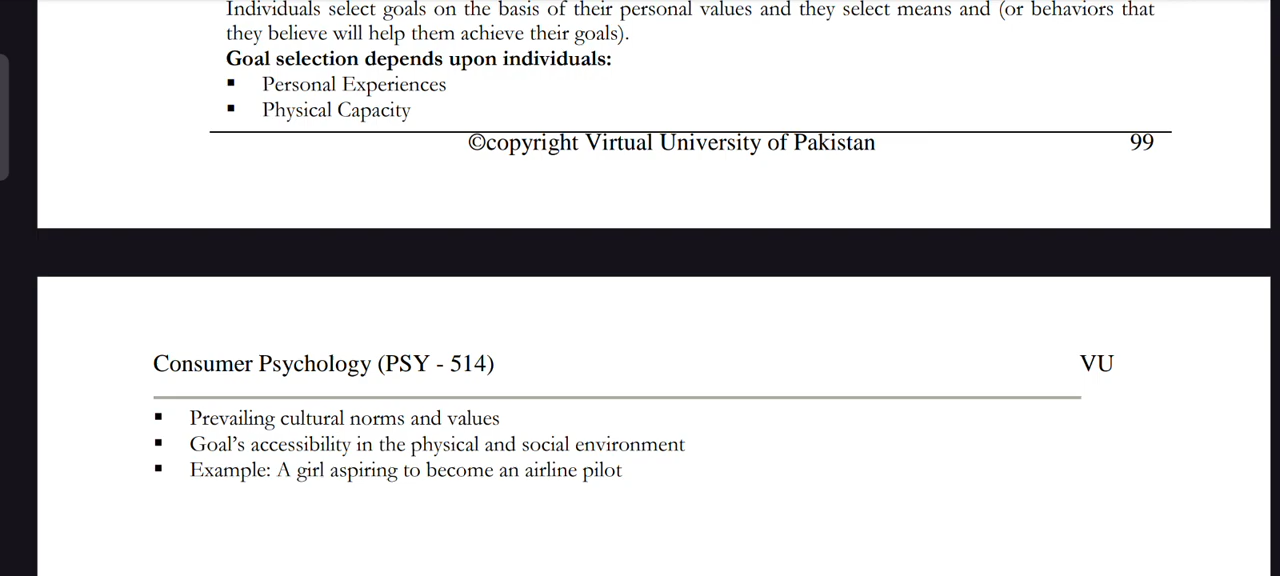 Individuals select goals on the basis of their personal values and they select means and (or behaviors that
they believe will help them achieve their goals).
Goal selection depends upon individuals:
▪ Personal Experiences
▪ Physical Capacity
©copyright Virtual University of Pakistan 99
Consumer Psychology (PSY - 514) VU
▪ Prevailing cultural norms and values
▪ Goal's accessibility in the physical and social environment
▪ Example: A girl aspiring to become an airline pilot